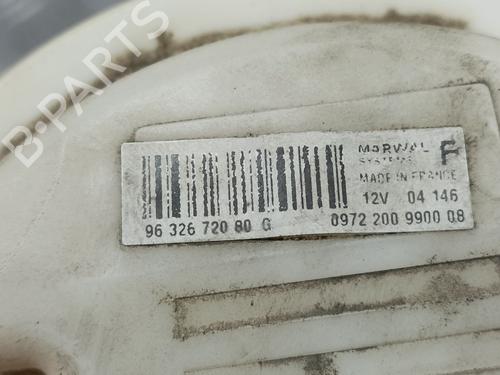 B-PARTS
MARWAL F
SYSTEMS
MADE IN FRANCE
12V 04 146
96 326 720 80 G 0972 200 9900 08